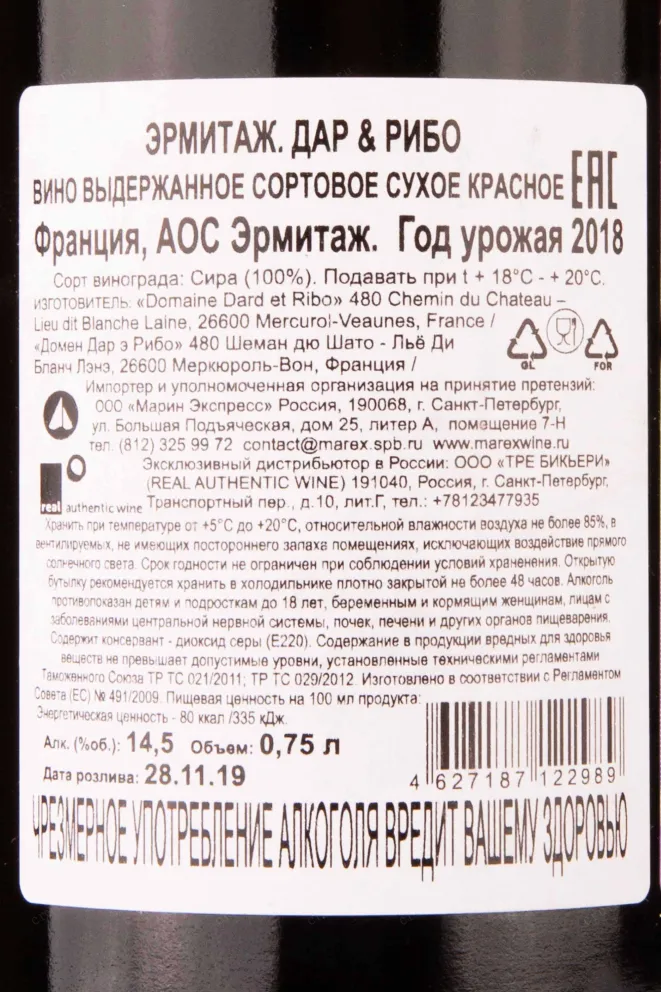 ЭРМИТАЖ. ДАР & РИБО
ВИНО ВЫДЕРЖАННОЕ СОРТОВОЕ СУХОЕ КРАСНОЕ EAC
Франция, АОС Эрмитаж. Год урожая 2018
Сорт винограда: Сира (100%). Подавать при t + 18°C - + 20°C.
изготовитель: «Domaine Dard et Ribo» 480 Chemin du Chateau –
Lieu dit Blanche Laine, 26600 Mercurol-Veaunes, France /
«Домен Дар э Рибо» 480 Шеман дю Шато - Льё Ди
Бланч Лэнэ, 26600 Меркюроль-Вон, Франция /
GL FOR
Импортер и уполномоченная организация на принятие претензий:
ООО «Марин Экспресс» Россия, 190068, г. Санкт-Петербург,
ул. Большая Подъяческая, дом 25, литер А, помещение 7-Н
тел. (812) 325 99 72 contact@marex.spb.ru www.marexwine.ru
Эксклюзивный дистрибьютор в России: ООО «ТРЕ БИКЬЕРИ»
(REAL AUTHENTIC WINE) 191040, Россия, г. Санкт-Петербург,
real authentic wine Транспортный пер., д.10, лит.Г, тел.: +78123477935
Хранить при температуре от +5°С до +20°С, относительной влажности воздуха не более 85%, в
вентилируемых, не имеющих постороннего запаха помещениях, исключающих воздействие прямого
солнечного света. Срок годности не ограничен при соблюдении условий хранения. Открытую
бутылку рекомендуется хранить в холодильнике плотно закрытой не более 48 часов. Алкоголь
противопоказан детям и подросткам до 18 лет, беременным и кормящим женщинам, лицам с
заболеваниями центральной нервной системы, почек, печени и других органов пищеварения.
Содержит консервант - диоксид серы (Е220). Содержание в продукции вредных для здоровья
веществ не превышает допустимые уровни, установленные техническими регламентами
Таможенного Союза ТР ТС 021/2011; ТР ТС 029/2012. Изготовлено в соответствии с Регламентом
Совета (ЕС) № 491/2009. Пищевая ценность на 100 мл продукта:
Энергетическая ценность - 80 ккал /335 кДж.
Алк. (%об.): 14,5 Объем: 0,75 л
Дата розлива: 28.11.19
4 627187 122989
ЧРЕЗМЕРНОЕ УПОТРЕБЛЕНИЕ АЛКОГОЛЯ ВРЕДИТ ВАШЕМУ ЗДОРОВЬЮ